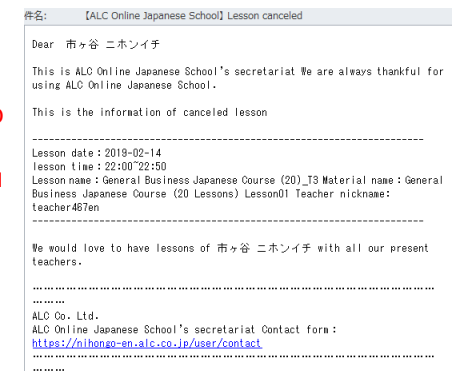 件名: 【ALC Online Japanese School】 Lesson canceled
Dear 市ヶ谷 ニホンイチ
This is ALC Online Japanese School's secretariat We are always thankful for
using ALC Online Japanese School.
This is the information of canceled lesson
----------------------------------------------------------------------
Lesson date：2019-02-14
lesson time：22:00~22:50
Lesson name：General Business Japanese Course (20)_T3 Material name：General
Business Japanese Course (20 Lessons) Lesson01 Teacher nickname:
teacher467en
----------------------------------------------------------------------
We would love to have lessons of 市ヶ谷 ニホンイチ with all our present
teachers.
………………………………………………………………………………………………
………
ALC Co. Ltd.
ALC Online Japanese School's secretariat Contact form：
https://nihongo-en.alc.co.jp/user/contact
………………………………………………………………………………………………
………